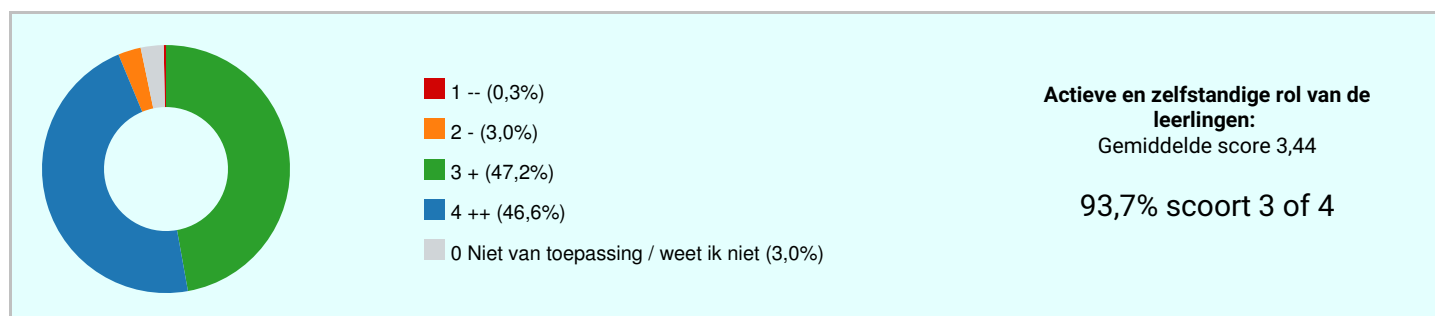 1 -- (0,3%)
2 - (3,0%)
3 + (47,2%)
4 ++ (46,6%)
0 Niet van toepassing / weet ik niet (3,0%)
Actieve en zelfstandige rol van de
leerlingen:
Gemiddelde score 3,44
93,7% scoort 3 of 4